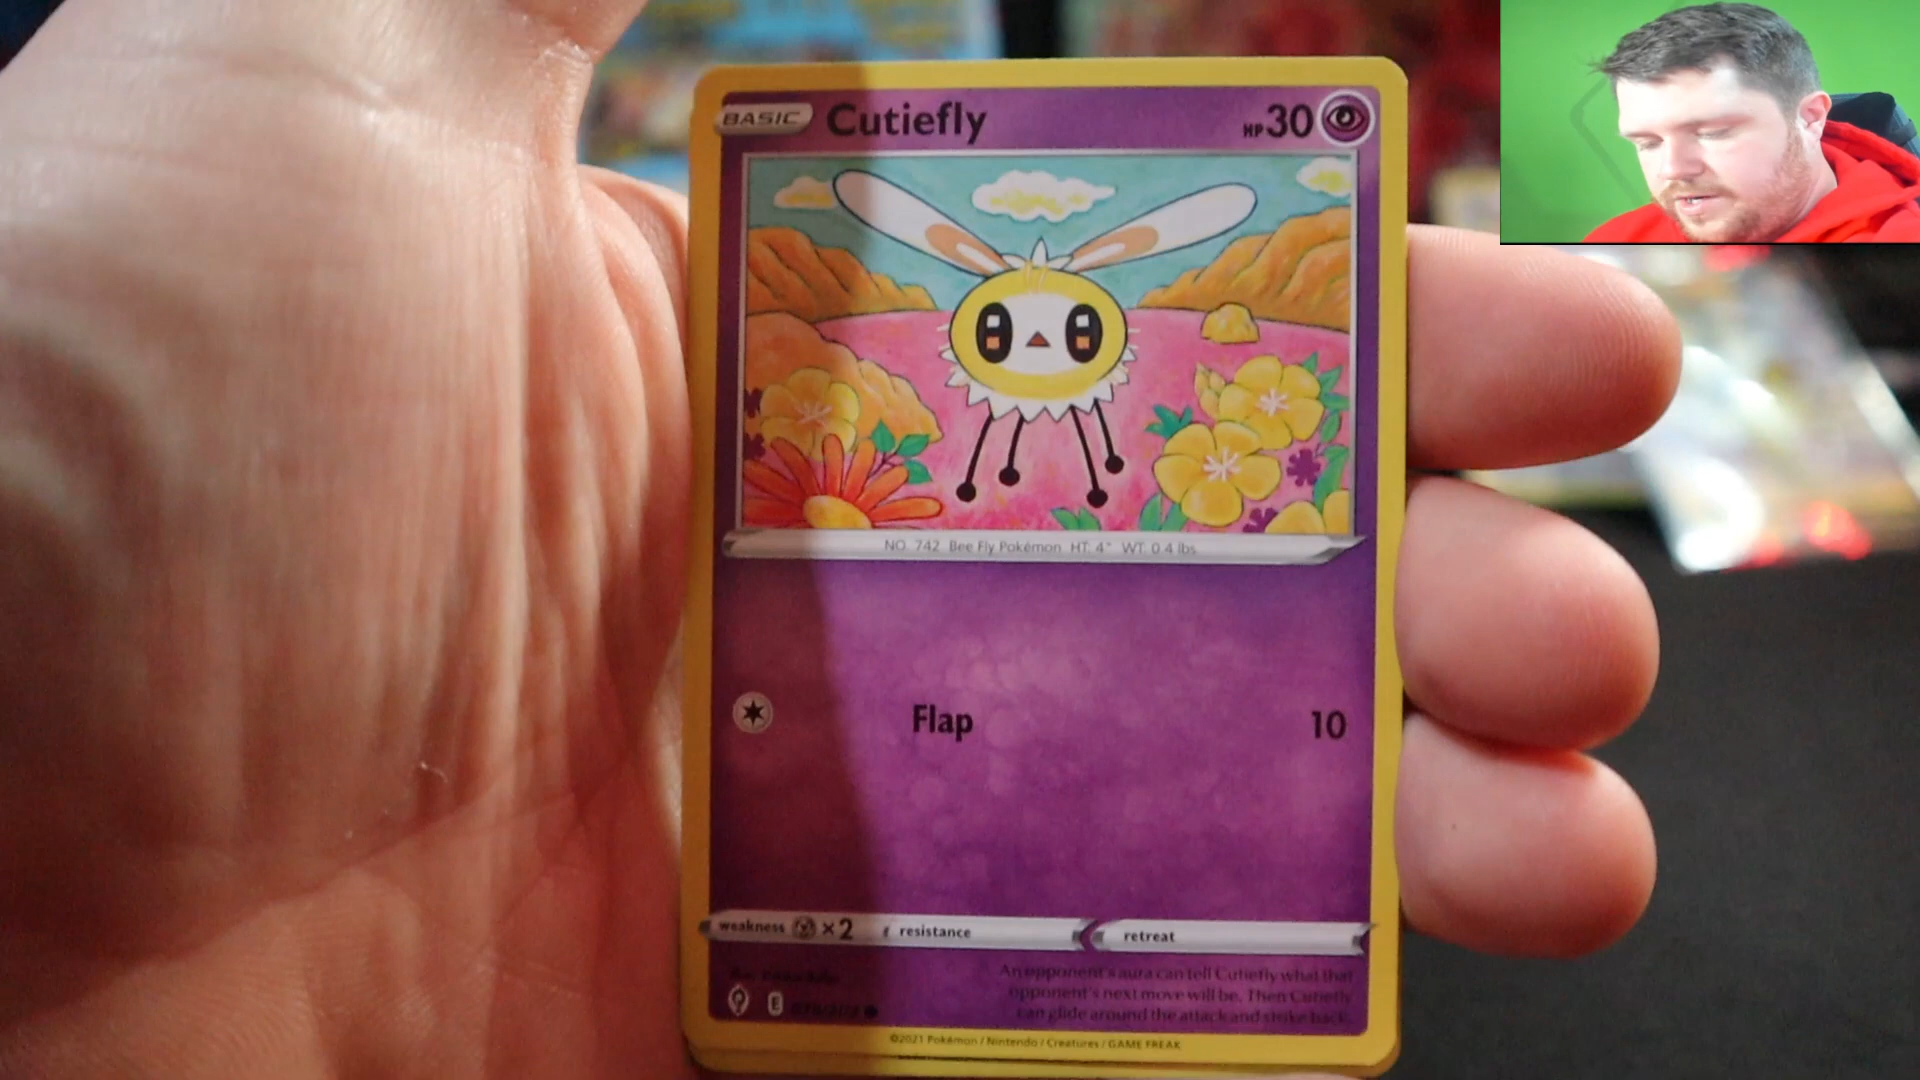 BASIC Cutiefly HP 30
NO. 742 Bee Fly Pokémon HT: 4" WT: 0.4 lbs.
Flap 10
weakness ×2 resistance retreat
An opponent's aura can tell Cutiefly what that
opponent's next move will be. Then Cutiefly
can glide around the attack and strike back.
E
©2021 Pokémon / Nintendo / Creatures / GAME FREAK